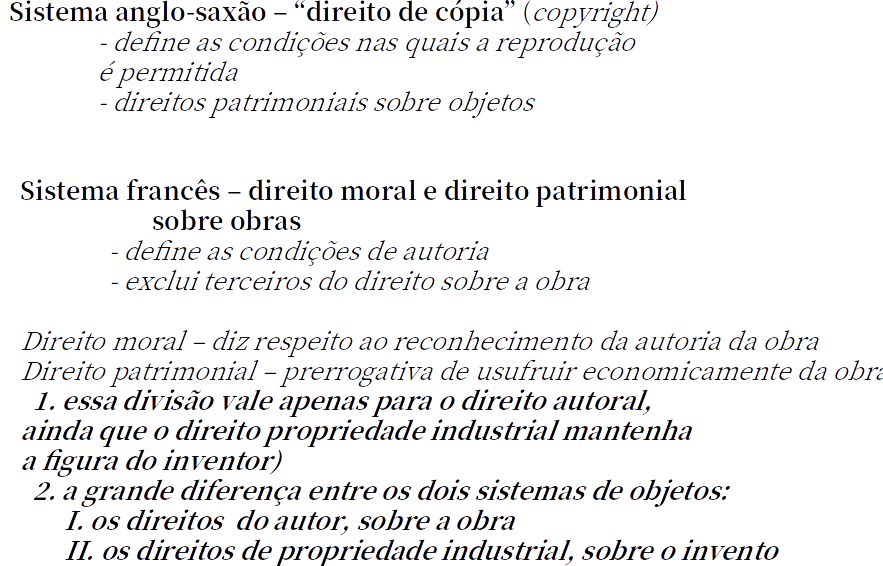 Sistema anglo-saxão – “direito de cópia” (copyright)
- define as condições nas quais a reprodução
é permitida
- direitos patrimoniais sobre objetos
Sistema francês – direito moral e direito patrimonial
sobre obras
- define as condições de autoria
- exclui terceiros do direito sobre a obra
Direito moral – diz respeito ao reconhecimento da autoria da obra
Direito patrimonial – prerrogativa de usufruir economicamente da obra
1. essa divisão vale apenas para o direito autoral,
ainda que o direito propriedade industrial mantenha
a figura do inventor)
2. a grande diferença entre os dois sistemas de objetos:
I. os direitos do autor, sobre a obra
II. os direitos de propriedade industrial, sobre o invento